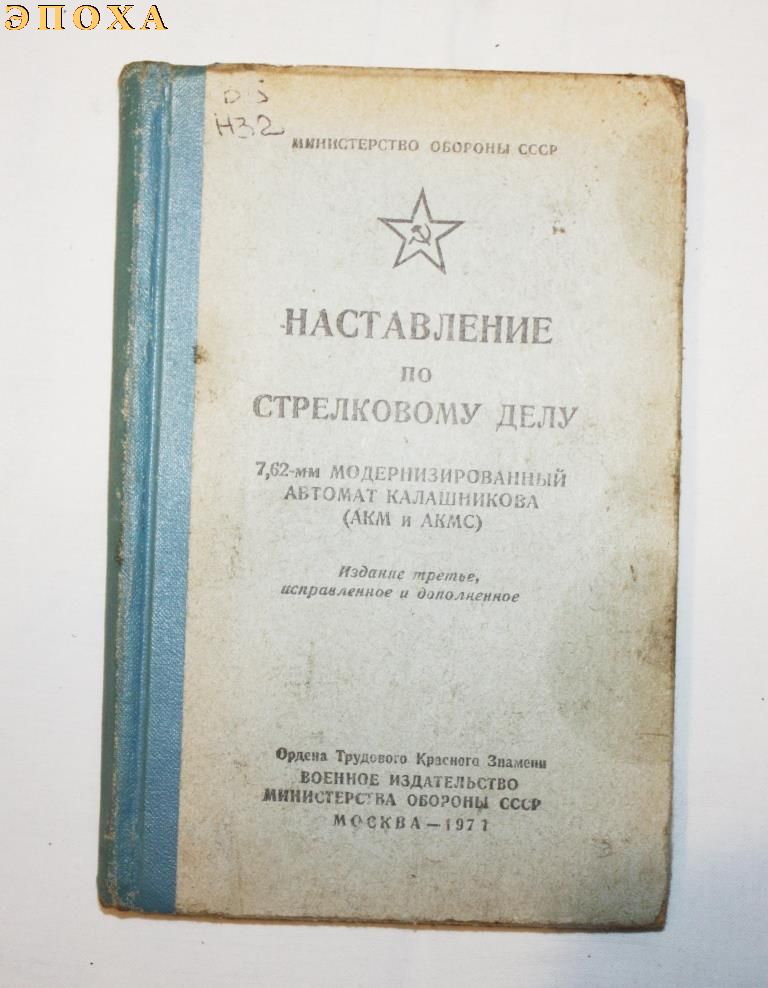 ЭПОХА
Н32
МИНИСТЕРСТВО ОБОРОНЫ СССР
НАСТАВЛЕНИЕ
ПО
СТРЕЛКОВОМУ ДЕЛУ
7,62-мм МОДЕРНИЗИРОВАННЫЙ
АВТОМАТ КАЛАШНИКОВА
(АКМ и АКМС)
Издание третье,
исправленное и дополненное
Ордена Трудового Красного Знамени
ВОЕННОЕ ИЗДАТЕЛЬСТВО
МИНИСТЕРСТВА ОБОРОНЫ СССР
МОСКВА — 1971